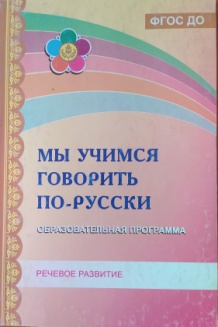 ФГОС ДО
МЫ УЧИМСЯ
ГОВОРИТЬ
ПО-РУССКИ
ОБРАЗОВАТЕЛЬНАЯ ПРОГРАММА
РЕЧЕВОЕ РАЗВИТИЕ